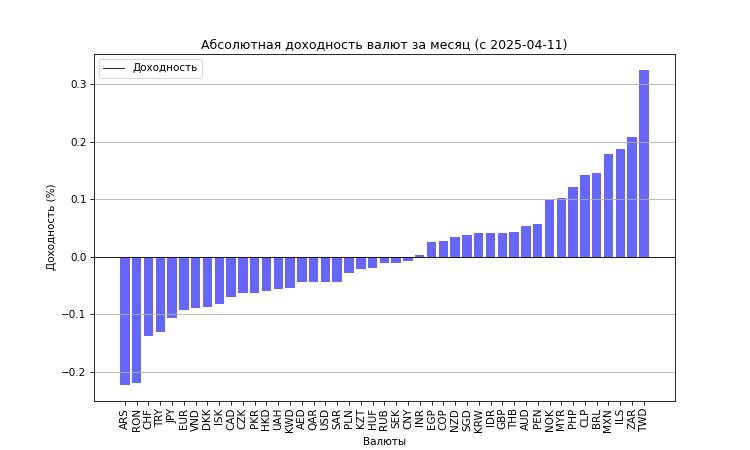 Абсолютная доходность валют за месяц (с 2025-04-11)
Доходность
Доходность (%)
0.3
0.2
0.1
0.0
−0.1
−0.2
ARS RON CHF TRY JPY EUR VND DKK ISK CAD CZK PKR HKD UAH KWD AED QAR USD SAR PLN KZT HUF RUB SEK CNY INR EGP COP NZD SGD KRW IDR GBP THB AUD PEN NOK MYR PHP CLP BRL MXN ILS ZAR TWD
Валюты